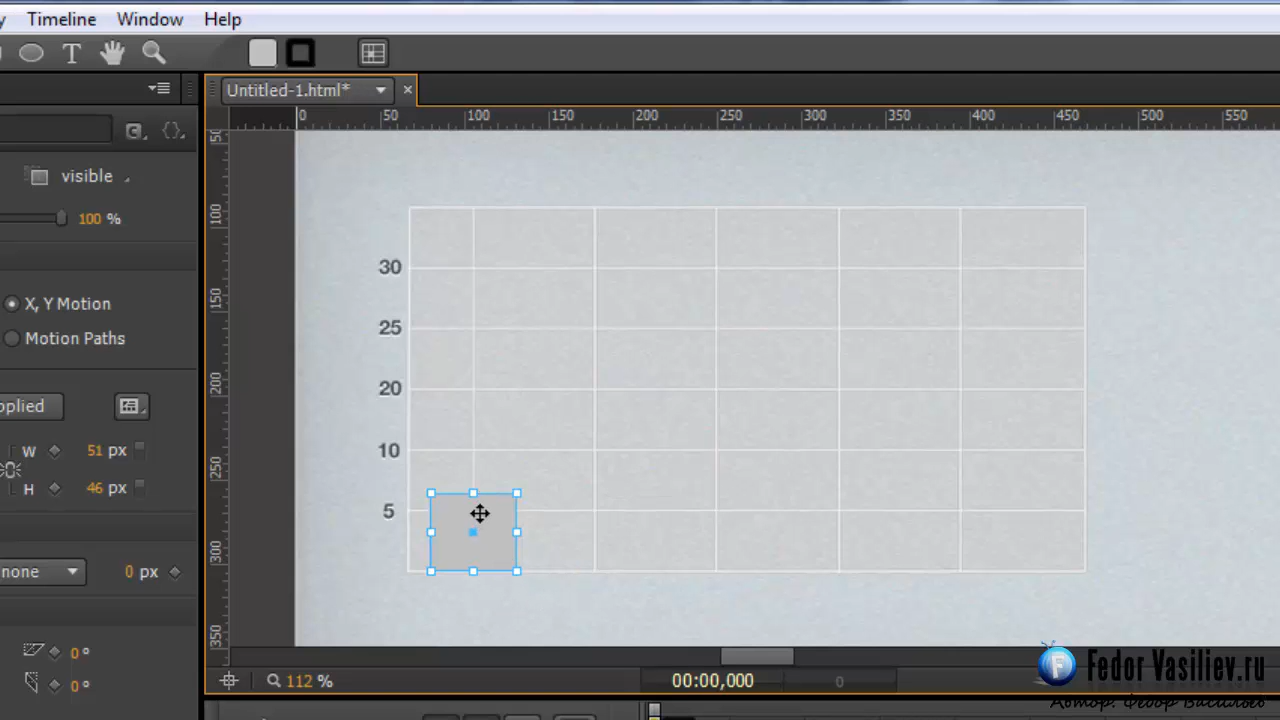 Timeline Window Help
T
Untitled-1.html* ×
0 50 100 150 200 250 300 350 400 450 500 550
visible
100 %
X, Y Motion
Motion Paths
pplied
W 51 px
H 46 px
none 0 px
0°
0°
50
100
150
200
250
300
350
30
25
20
10
5
112 %
00:00,000 0
Fedor Vasiliev.ru
Автор: Федор Васильев